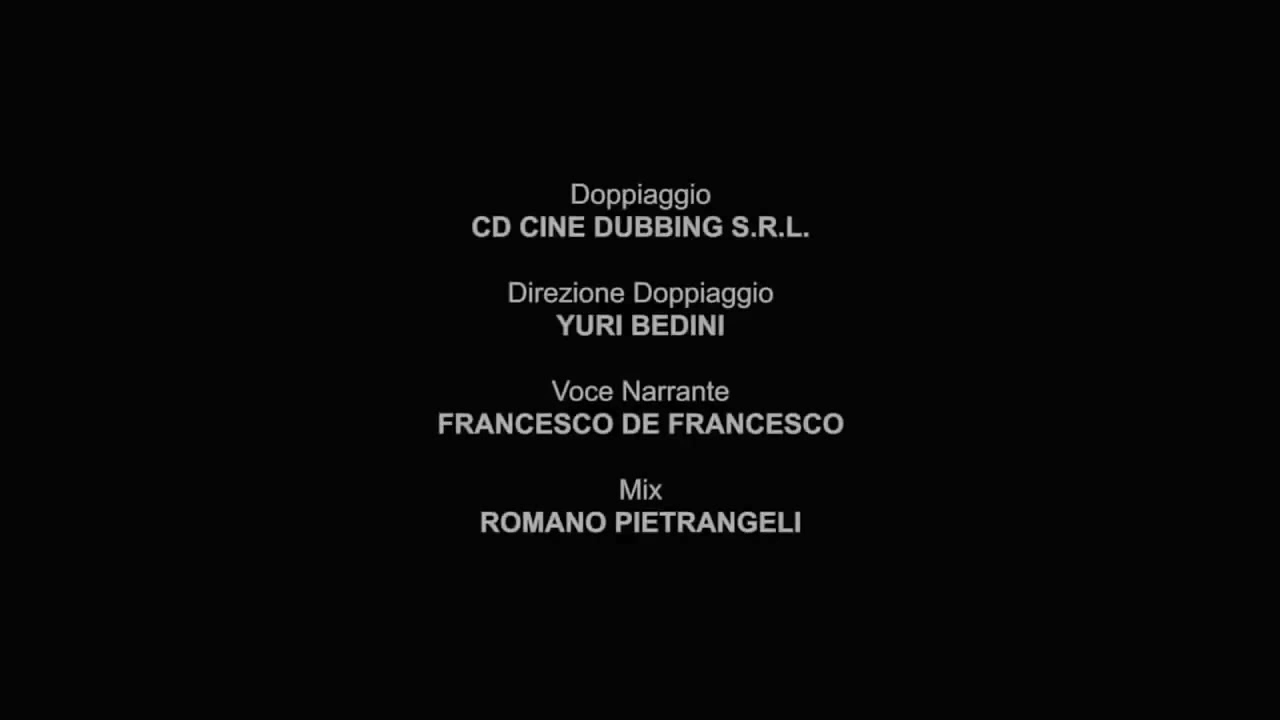 Doppiaggio
CD CINE DUBBING S.R.L.
Direzione Doppiaggio
YURI BEDINI
Voce Narrante
FRANCESCO DE FRANCESCO
Mix
ROMANO PIETRANGELI